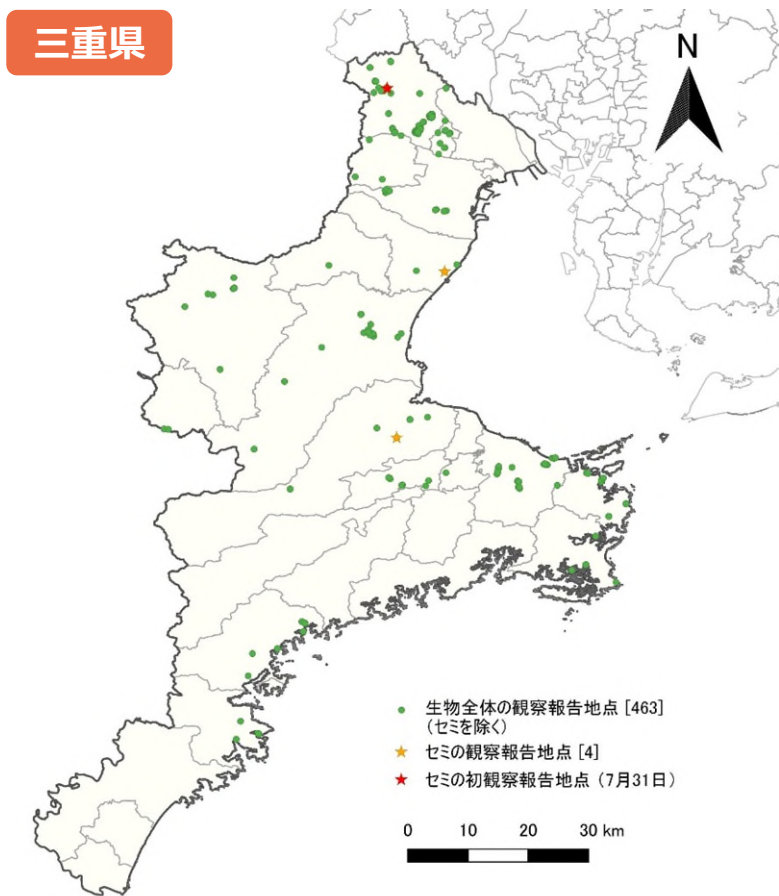 三重県
N
生物全体の観察報告地点 [463]
（セミを除く）
セミの観察報告地点 [4]
セミの初観察報告地点（7月31日）
0 10 20 30 km